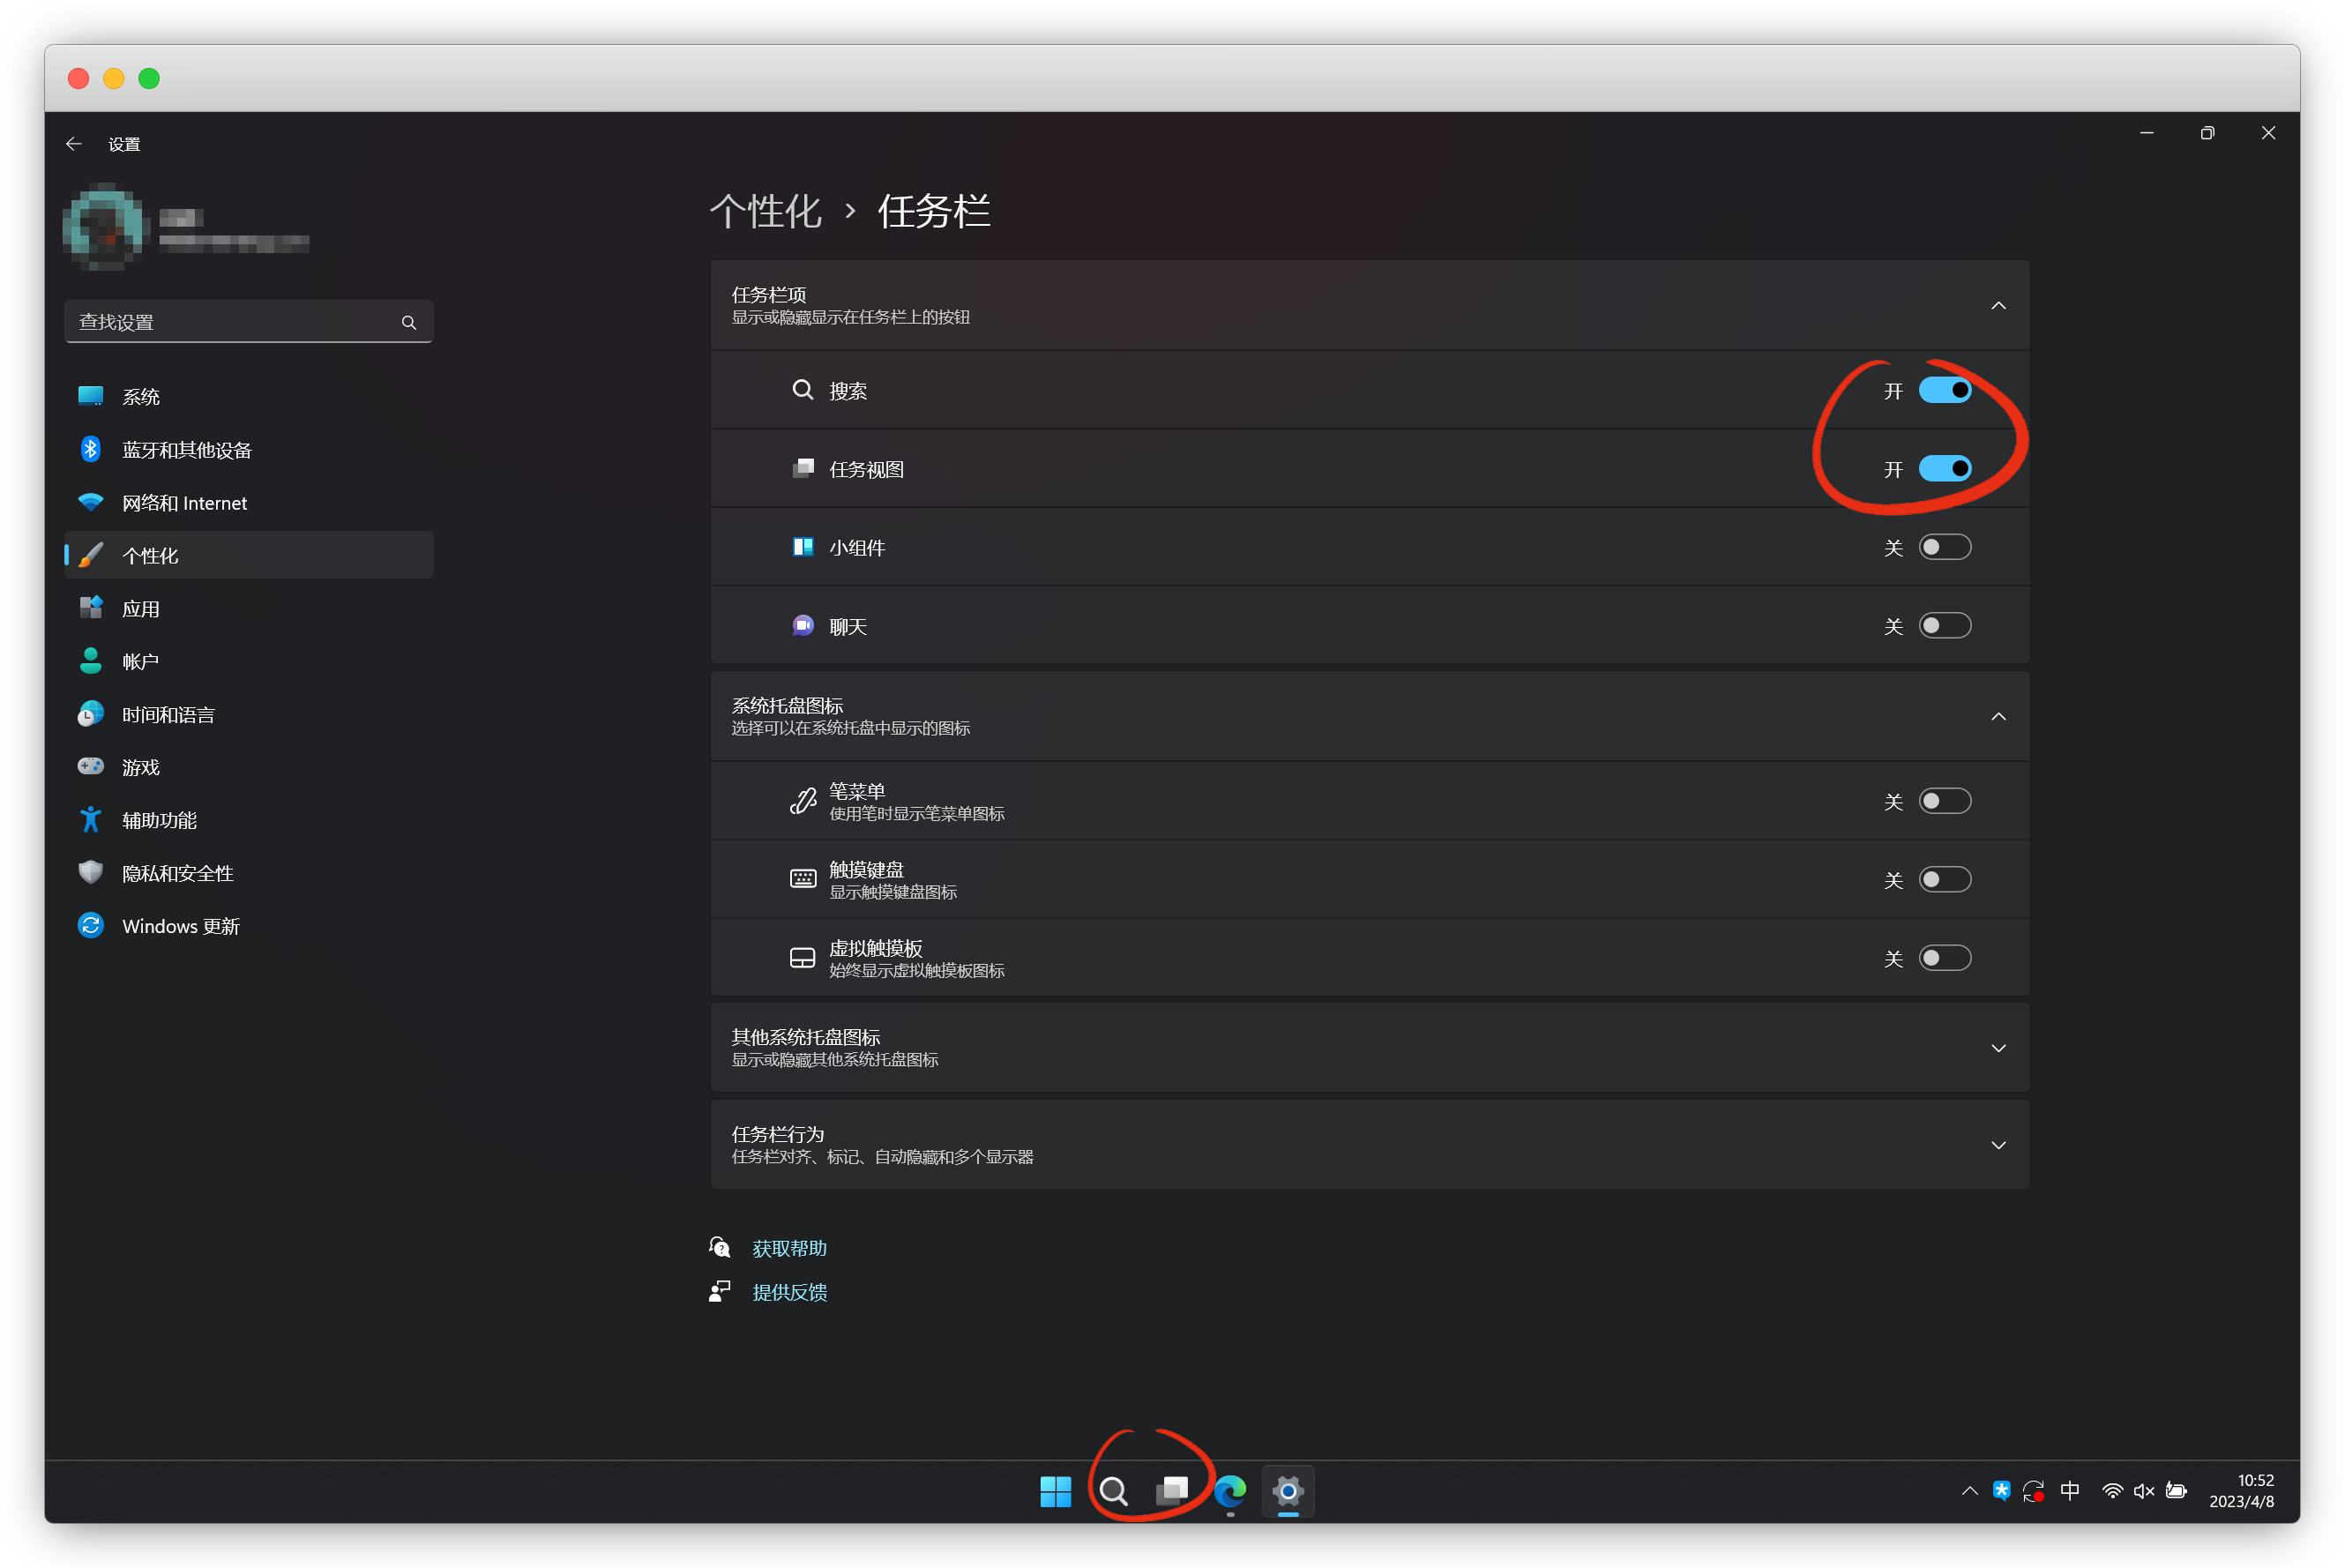 设置
查找设置
系统
蓝牙和其他设备
网络和 Internet
个性化
应用
帐户
时间和语言
游戏
辅助功能
隐私和安全性
Windows 更新
个性化 › 任务栏
任务栏项
显示或隐藏显示在任务栏上的按钮
搜索
开
任务视图
开
小组件
关
聊天
关
系统托盘图标
选择可以在系统托盘中显示的图标
笔菜单
使用笔时显示笔菜单图标
关
触摸键盘
显示触摸键盘图标
关
虚拟触摸板
始终显示虚拟触摸板图标
关
其他系统托盘图标
显示或隐藏其他系统托盘图标
任务栏行为
任务栏对齐、标记、自动隐藏和多个显示器
获取帮助
提供反馈
中
10:52
2023/4/8